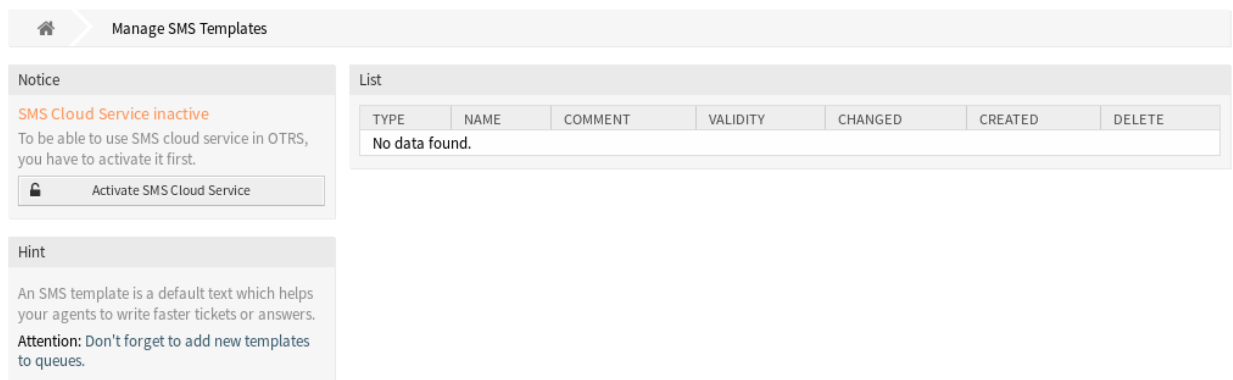 Manage SMS Templates
Notice
SMS Cloud Service inactive
To be able to use SMS cloud service in OTRS,
you have to activate it first.
Activate SMS Cloud Service
Hint
An SMS template is a default text which helps
your agents to write faster tickets or answers.
Attention: Don't forget to add new templates
to queues.
List
TYPE NAME COMMENT VALIDITY CHANGED CREATED DELETE
No data found.